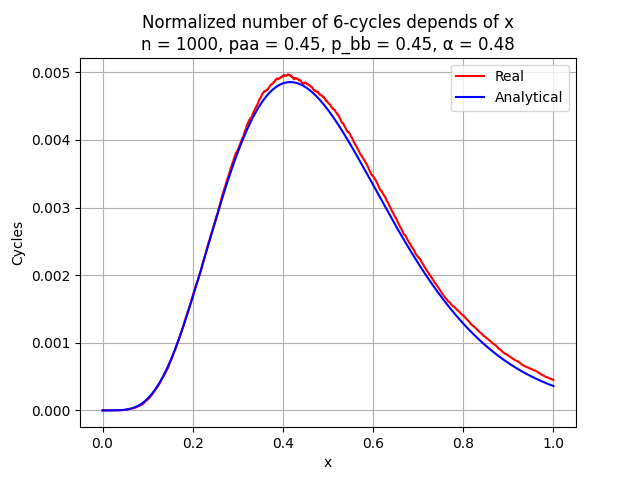 Normalized number of 6-cycles depends of x
n = 1000, paa = 0.45, p_bb = 0.45, α = 0.48
Real
Analytical
Cycles
0.005
0.004
0.003
0.002
0.001
0.000
0.0 0.2 0.4 0.6 0.8 1.0
x